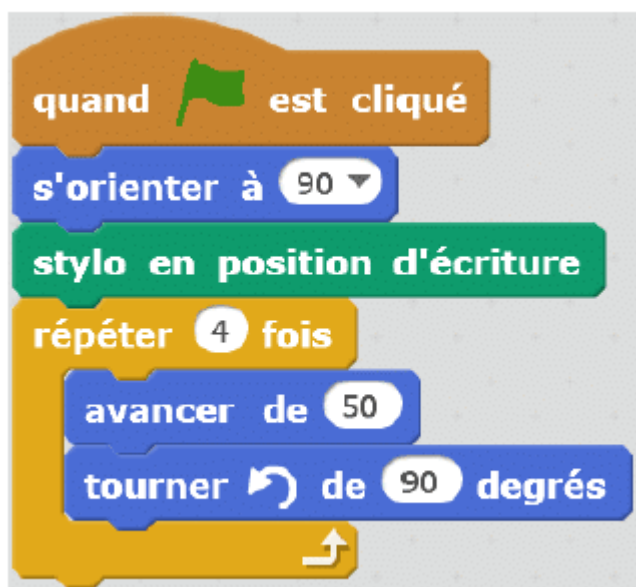 quand est cliqué
s'orienter à 90
stylo en position d'écriture
répéter 4 fois
avancer de 50
tourner de 90 degrés